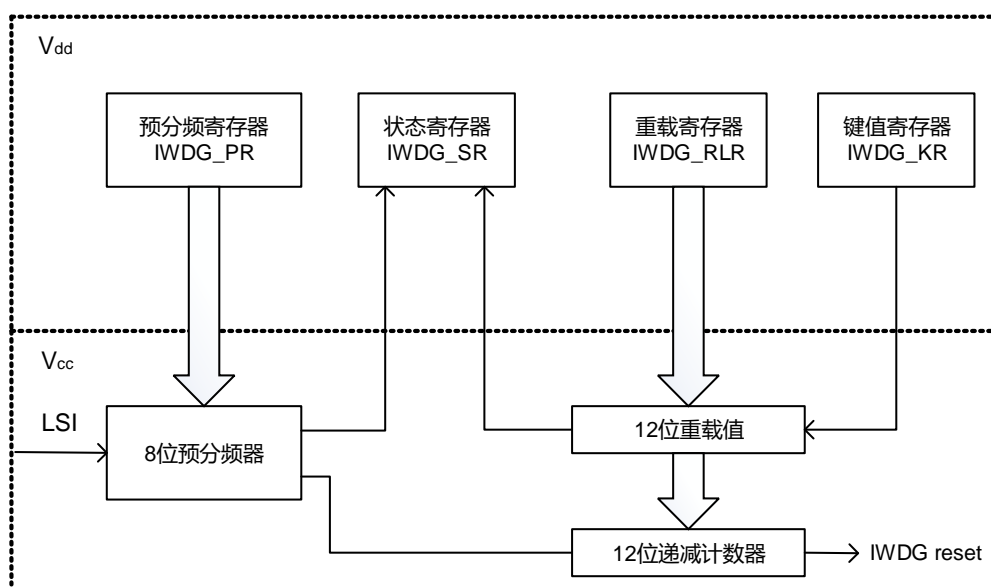 Vdd
预分频寄存器
IWDG_PR
状态寄存器
IWDG_SR
重载寄存器
IWDG_RLR
键值寄存器
IWDG_KR
Vcc
LSI
8位预分频器
12位重载值
12位递减计数器
IWDG reset